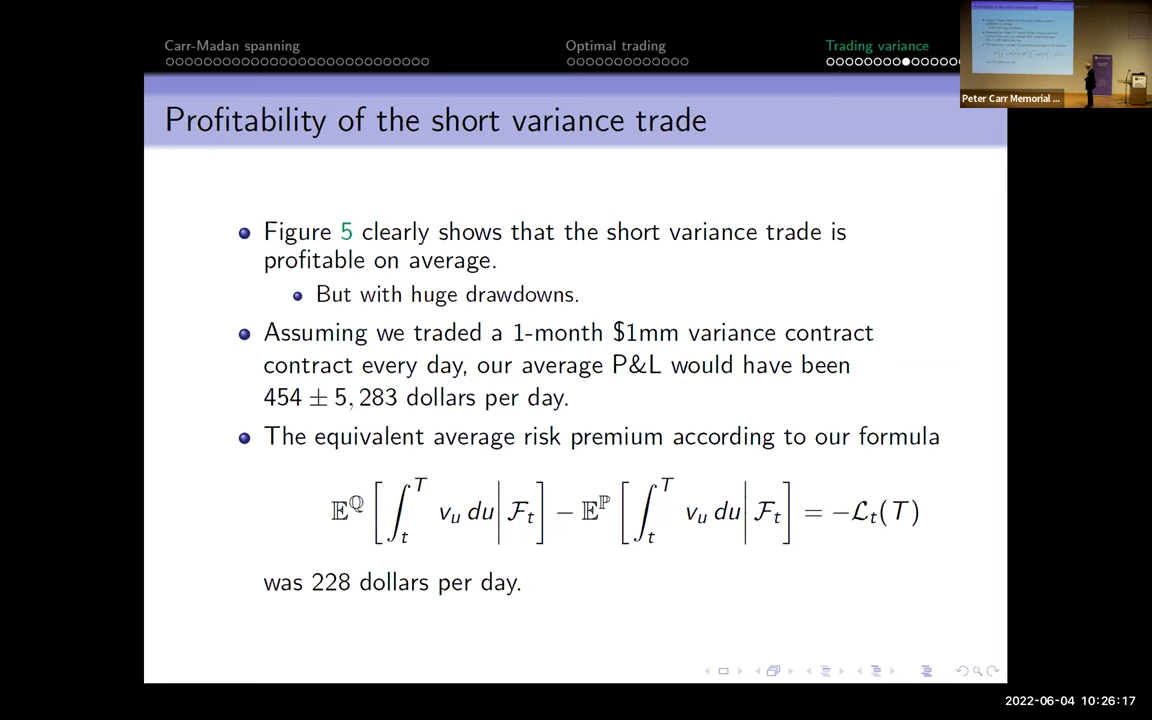 Carr-Madan spanning
Optimal trading
Trading variance
Peter Carr Memorial ...
Profitability of the short variance trade
Figure 5 clearly shows that the short variance trade is
profitable on average.
But with huge drawdowns.
Assuming we traded a 1-month $1mm variance contract
contract every day, our average P&L would have been
454 ± 5, 283 dollars per day.
The equivalent average risk premium according to our formula
𝔼^ℚ [ ∫_t^T v_u du | ℱ_t ] − 𝔼^ℙ [ ∫_t^T v_u du | ℱ_t ] = −ℒ_t(T)
was 228 dollars per day.
2022-06-04 10:26:17